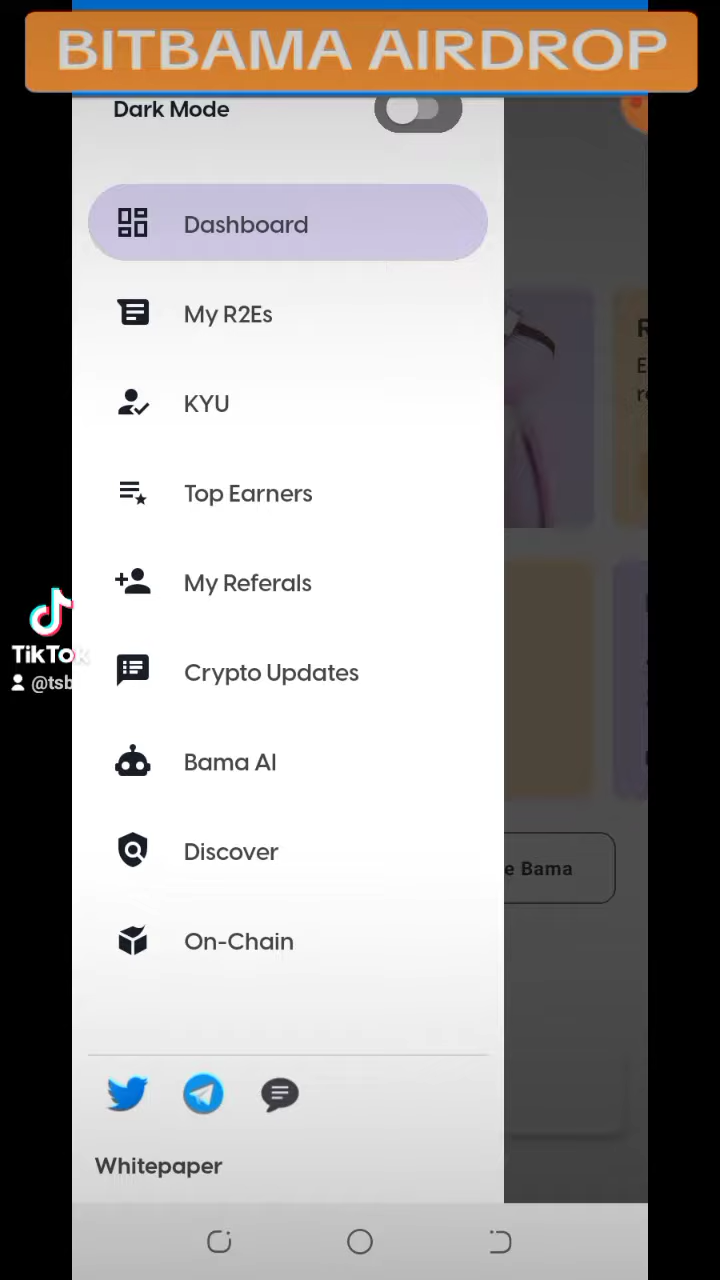 BITBAMA AIRDROP
Dark Mode
Dashboard
My R2Es
KYU
Top Earners
My Referals
Crypto Updates
Bama AI
Discover
On-Chain
e Bama
TikTok
@tsb
Whitepaper